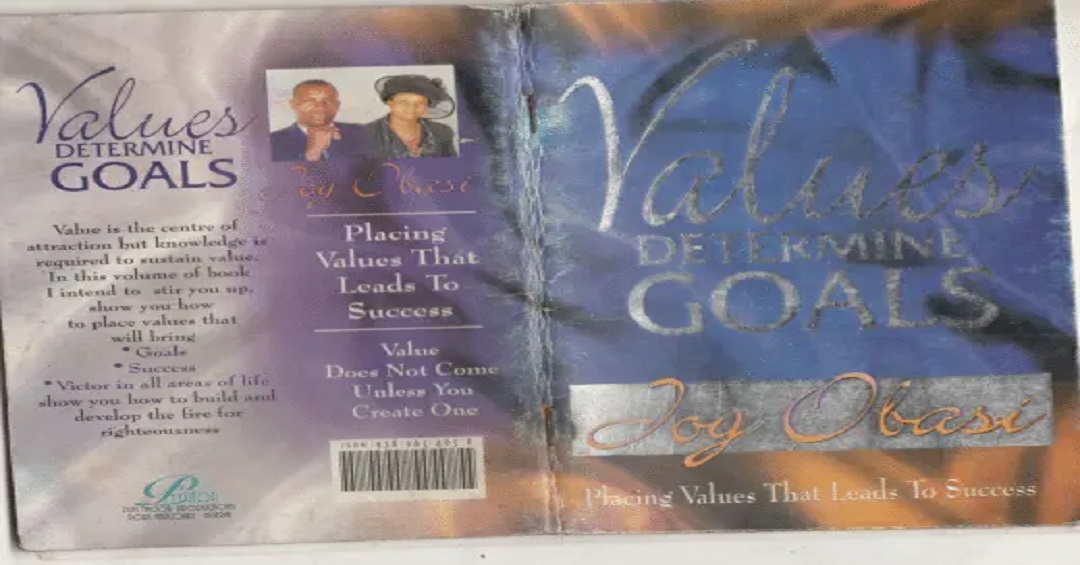 Values
DETERMINE
GOALS
Value is the centre of
attraction but knowledge is
required to sustain value.
In this volume of book
I intend to stir you up,
show you how
to place values that
will bring
* Goals
* Success
* Victor in all areas of life
show you how to build and
develop the fire for
righteousness
Joy Obasi
Placing
Values That
Leads To
Success
Value
Does Not Come
Unless You
Create One
Values
DETERMINE
GOALS
Joy Obasi
Placing Values That Leads To Success